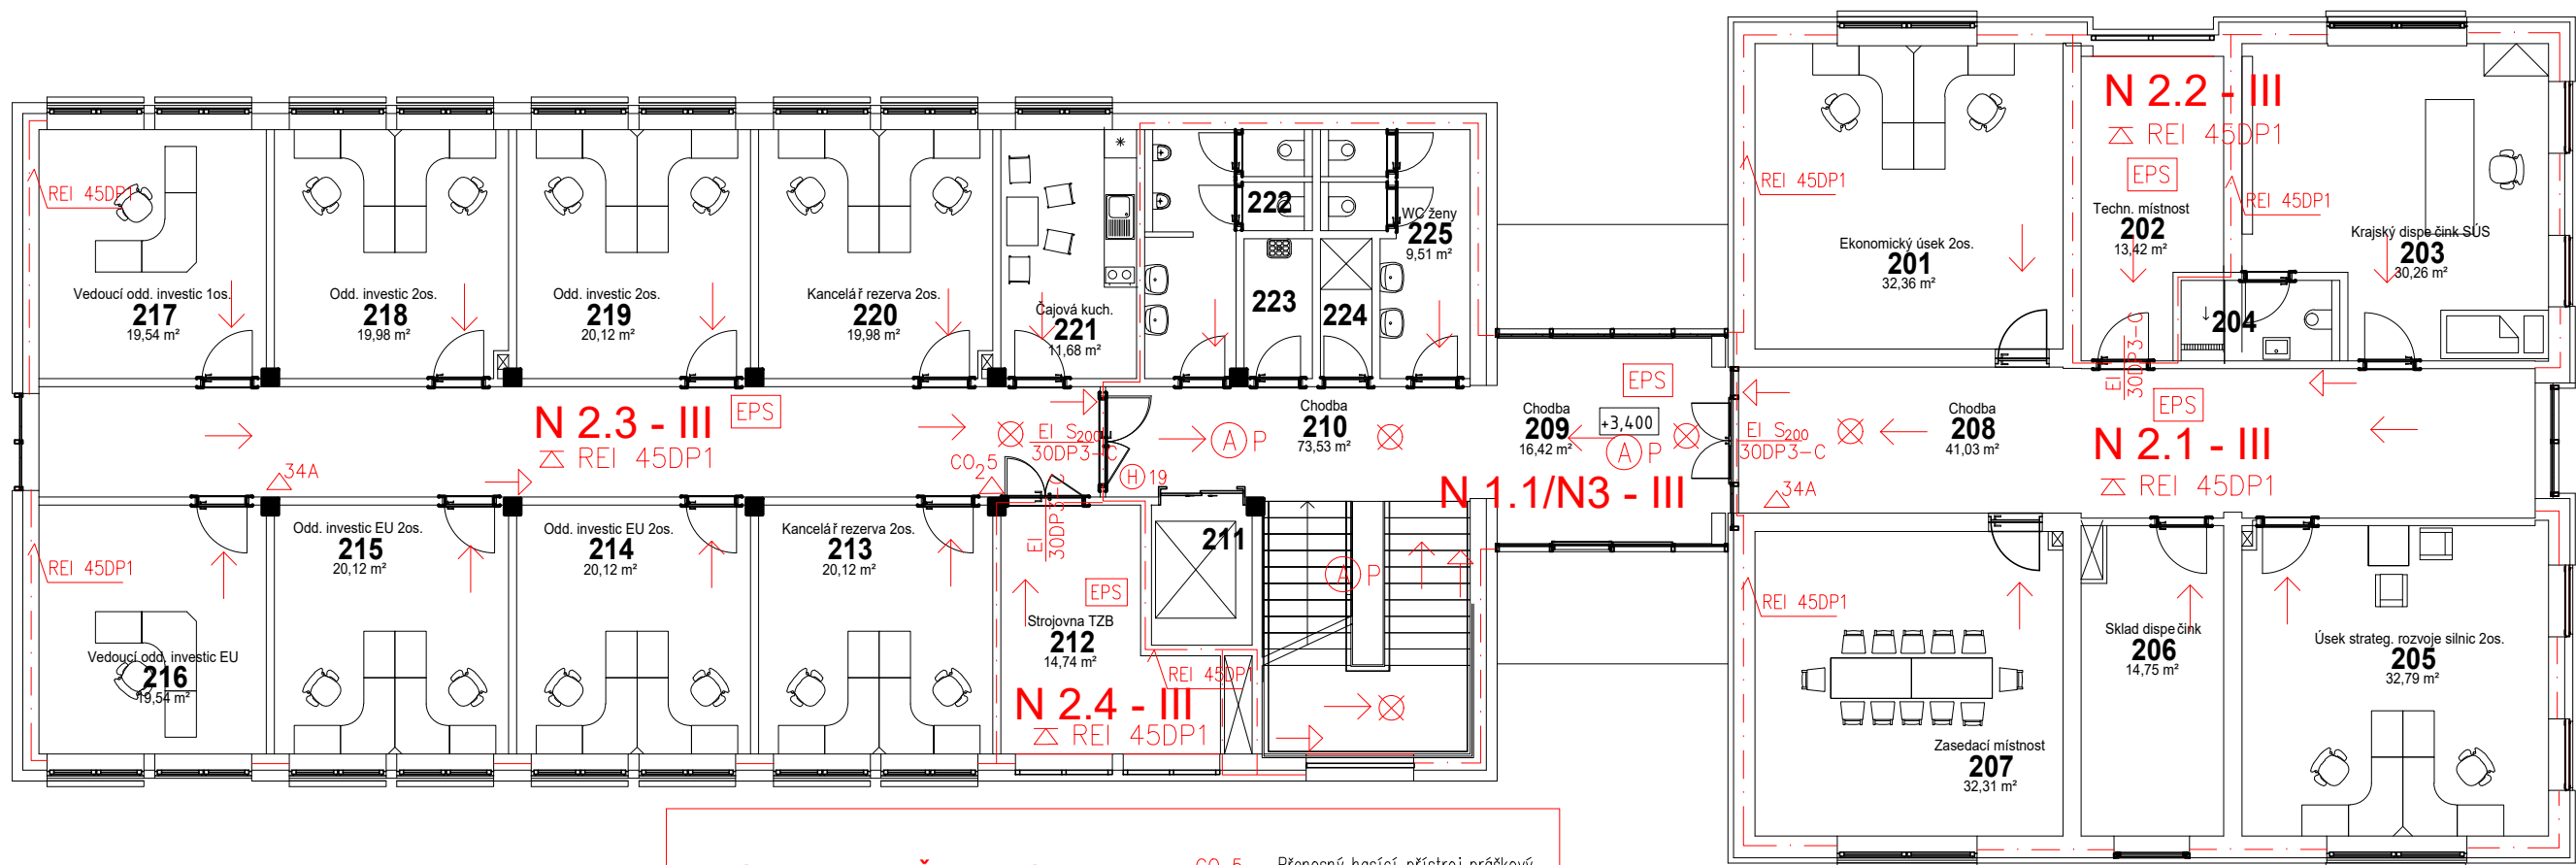 N 2.2 - III
REI 45DP1
EPS
REI 45DP1
REI 45DP1
REI 45DP1
Techn. místnost
202
13,42 m²
Ekonomický úsek 2os.
201
32,36 m²
Krajský dispečink SÚS
203
30,26 m²
204
EI
30DP3-C
222
WC ženy
225
9,51 m²
Vedoucí odd. investic 1os.
217
19,54 m²
Odd. investic 2os.
218
19,98 m²
Odd. investic 2os.
219
20,12 m²
Kancelář rezerva 2os.
220
19,98 m²
Čajová kuch.
221
11,68 m²
223
224
N 2.3 - III
REI 45DP1
EPS
EI S200
30DP3-C
CO2 5
34A
H 19
Chodba
210
73,53 m²
A P
Chodba
209
16,42 m²
+3,400
EPS
A P
N 1.1/N3 - III
EI S200
30DP3-C
34A
Chodba
208
41,03 m²
EPS
N 2.1 - III
REI 45DP1
REI 45DP1
Vedoucí odd. investic EU
216
19,54 m²
Odd. investic EU 2os.
215
20,12 m²
Odd. investic EU 2os.
214
20,12 m²
Kancelář rezerva 2os.
213
20,12 m²
EI
30DP3-C
EPS
Strojovna TZB
212
14,74 m²
211
A P
REI 45DP1
N 2.4 - III
REI 45DP1
REI 45DP1
Zasedací místnost
207
32,31 m²
Sklad dispečink
206
14,75 m²
Úsek strateg. rozvoje silnic 2os.
205
32,79 m²
CO 5 Přenosný hasící přístroj práškový